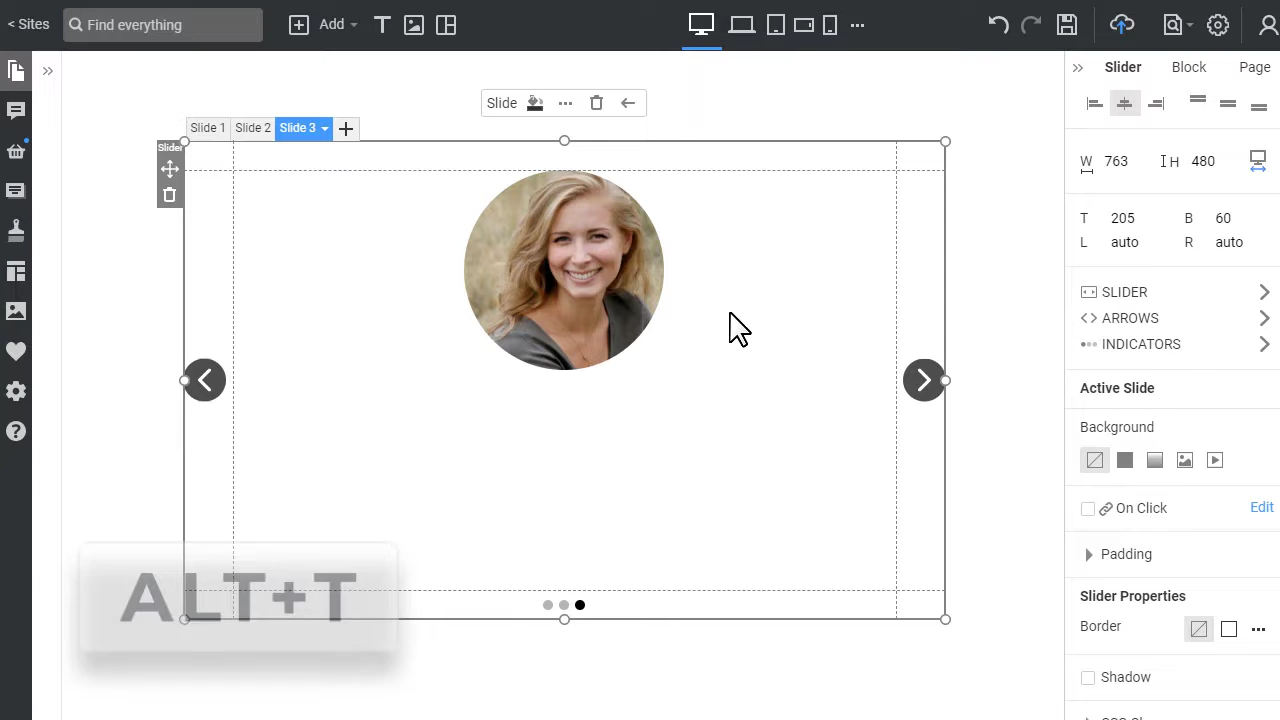 < Sites
Find everything
Add
Slider
Block
Page
Slide
Slide 1
Slide 2
Slide 3
Slider
W 763
H 480
T 205
B 60
L auto
R auto
SLIDER
ARROWS
INDICATORS
Active Slide
Background
On Click
Edit
Padding
Slider Properties
Border
Shadow
ALT+T